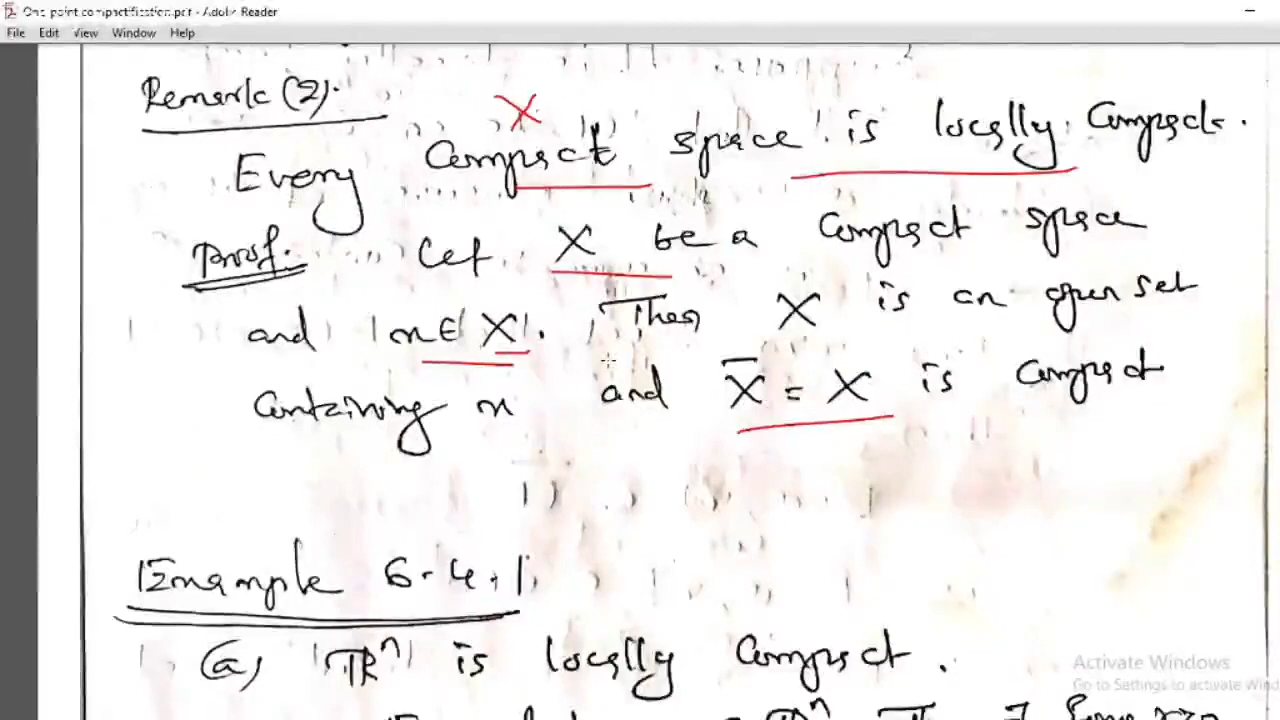 One point compactification.pdf - Adobe Reader
File Edit View Window Help
Remark (2).
X
Every compact space is locally compact.
Proof. Let X be a compact space
and x ∈ X. Then X is an open set
containing x and X̄ = X is compact
Example 6.4.1
(a) ℝⁿ is locally compact.
Activate Windows
Go to Settings to activate Wind